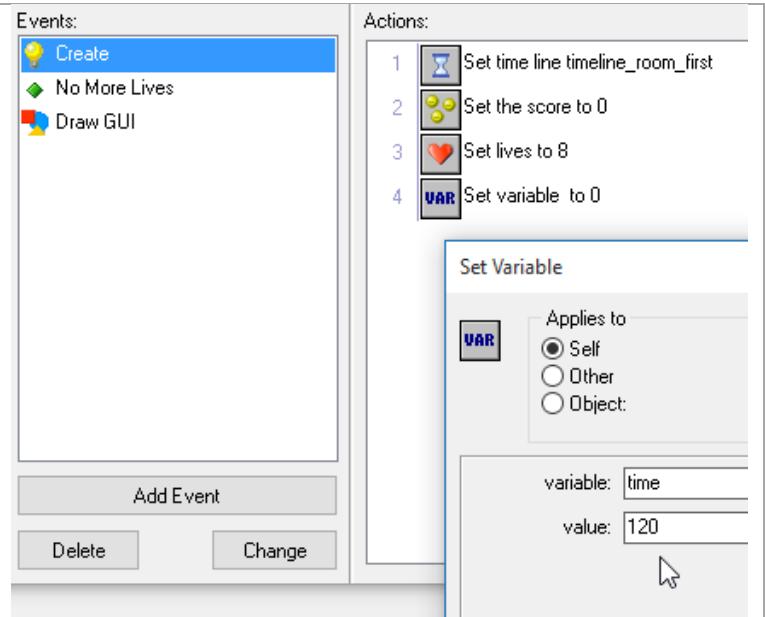 Events:
Create
No More Lives
Draw GUI
Add Event
Delete
Change
Actions:
1 Set time line timeline_room_first
2 Set the score to 0
3 Set lives to 8
4 VAR Set variable  to 0
Set Variable
VAR
Applies to
Self
Other
Object:
variable: time
value: 120